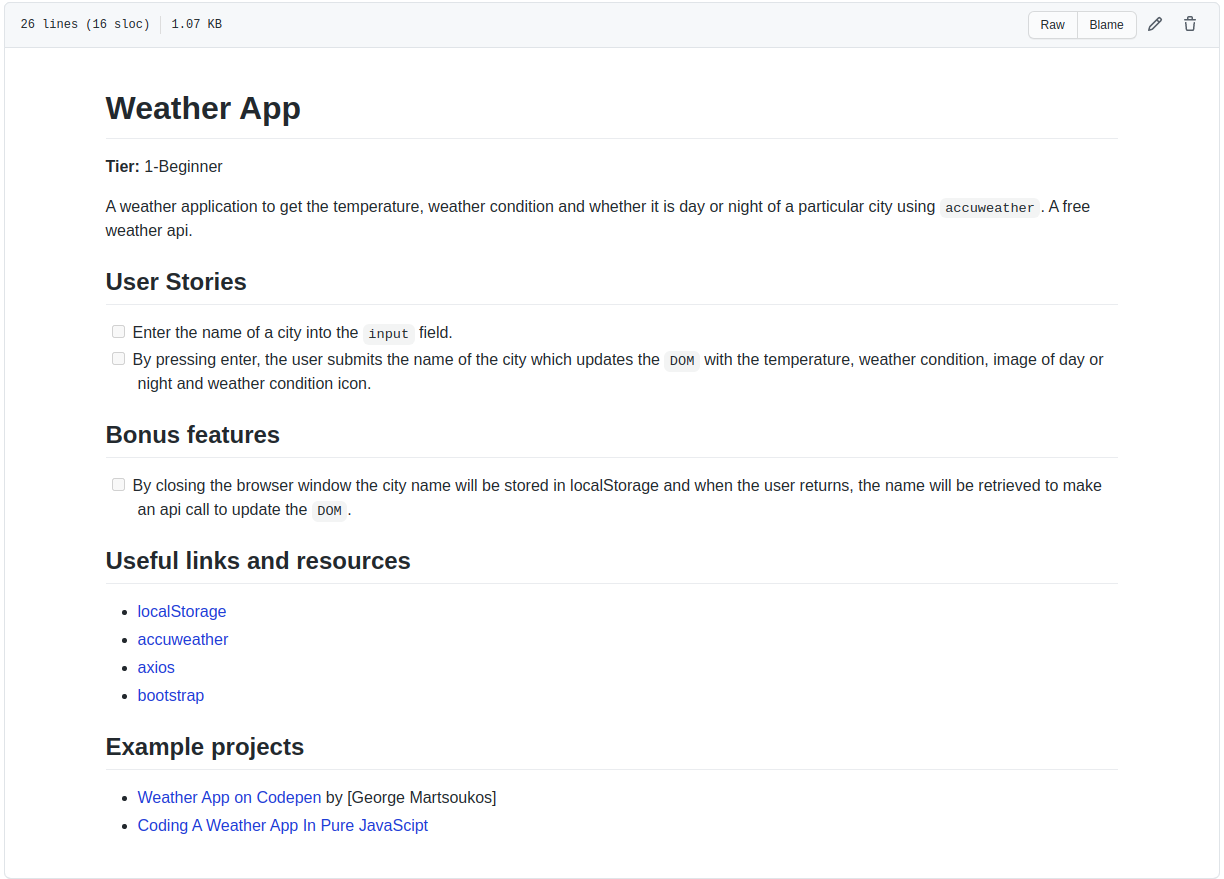 26 lines (16 sloc) 1.07 KB Raw Blame
Weather App
Tier: 1-Beginner
A weather application to get the temperature, weather condition and whether it is day or night of a particular city using accuweather. A free
weather api.
User Stories
Enter the name of a city into the input field.
By pressing enter, the user submits the name of the city which updates the DOM with the temperature, weather condition, image of day or
night and weather condition icon.
Bonus features
By closing the browser window the city name will be stored in localStorage and when the user returns, the name will be retrieved to make
an api call to update the DOM.
Useful links and resources
localStorage
accuweather
axios
bootstrap
Example projects
Weather App on Codepen by [George Martsoukos]
Coding A Weather App In Pure JavaScipt